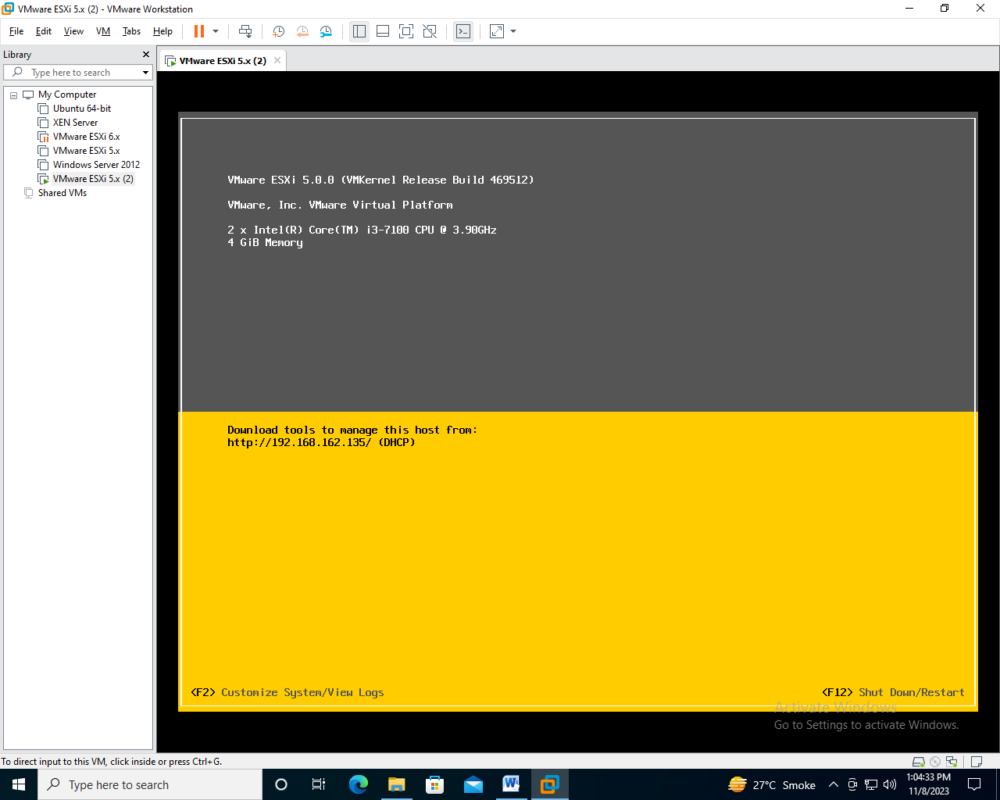 VMware ESXi 5.x (2) - VMware Workstation
File Edit View VM Tabs Help
Library
VMware ESXi 5.x (2)
Type here to search
My Computer
Ubuntu 64-bit
XEN Server
VMware ESXi 6.x
VMware ESXi 5.x
Windows Server 2012
VMware ESXi 5.x (2)
Shared VMs
VMware ESXi 5.0.0 (VMKernel Release Build 469512)
VMware, Inc. VMware Virtual Platform
2 x Intel(R) Core(TM) i3-7100 CPU @ 3.90GHz
4 GiB Memory
Download tools to manage this host from:
http://192.168.162.135/ (DHCP)
<F2> Customize System/View Logs
<F12> Shut Down/Restart
Activate Windows
Go to Settings to activate Windows.
To direct input to this VM, click inside or press Ctrl+G.
Type here to search
27°C Smoke
1:04:33 PM
11/8/2023